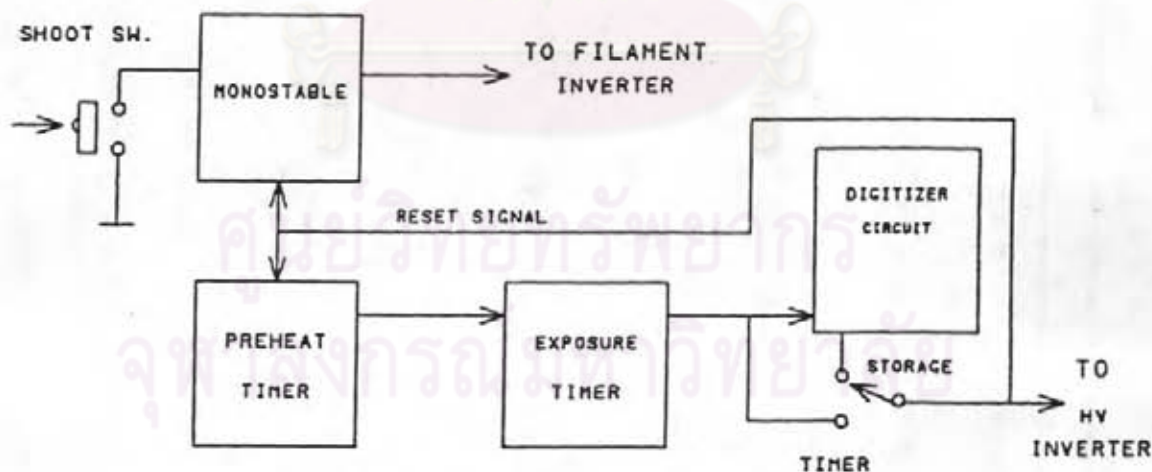 SHOOT SW.
MONOSTABLE
TO FILAMENT
INVERTER
RESET SIGNAL
DIGITIZER
CIRCUIT
PREHEAT
TIMER
EXPOSURE
TIMER
STORAGE
TIMER
TO
HV
INVERTER
ศูนย์วิทยทรัพยากร
จุฬาลงกรณ์มหาวิทยาลัย